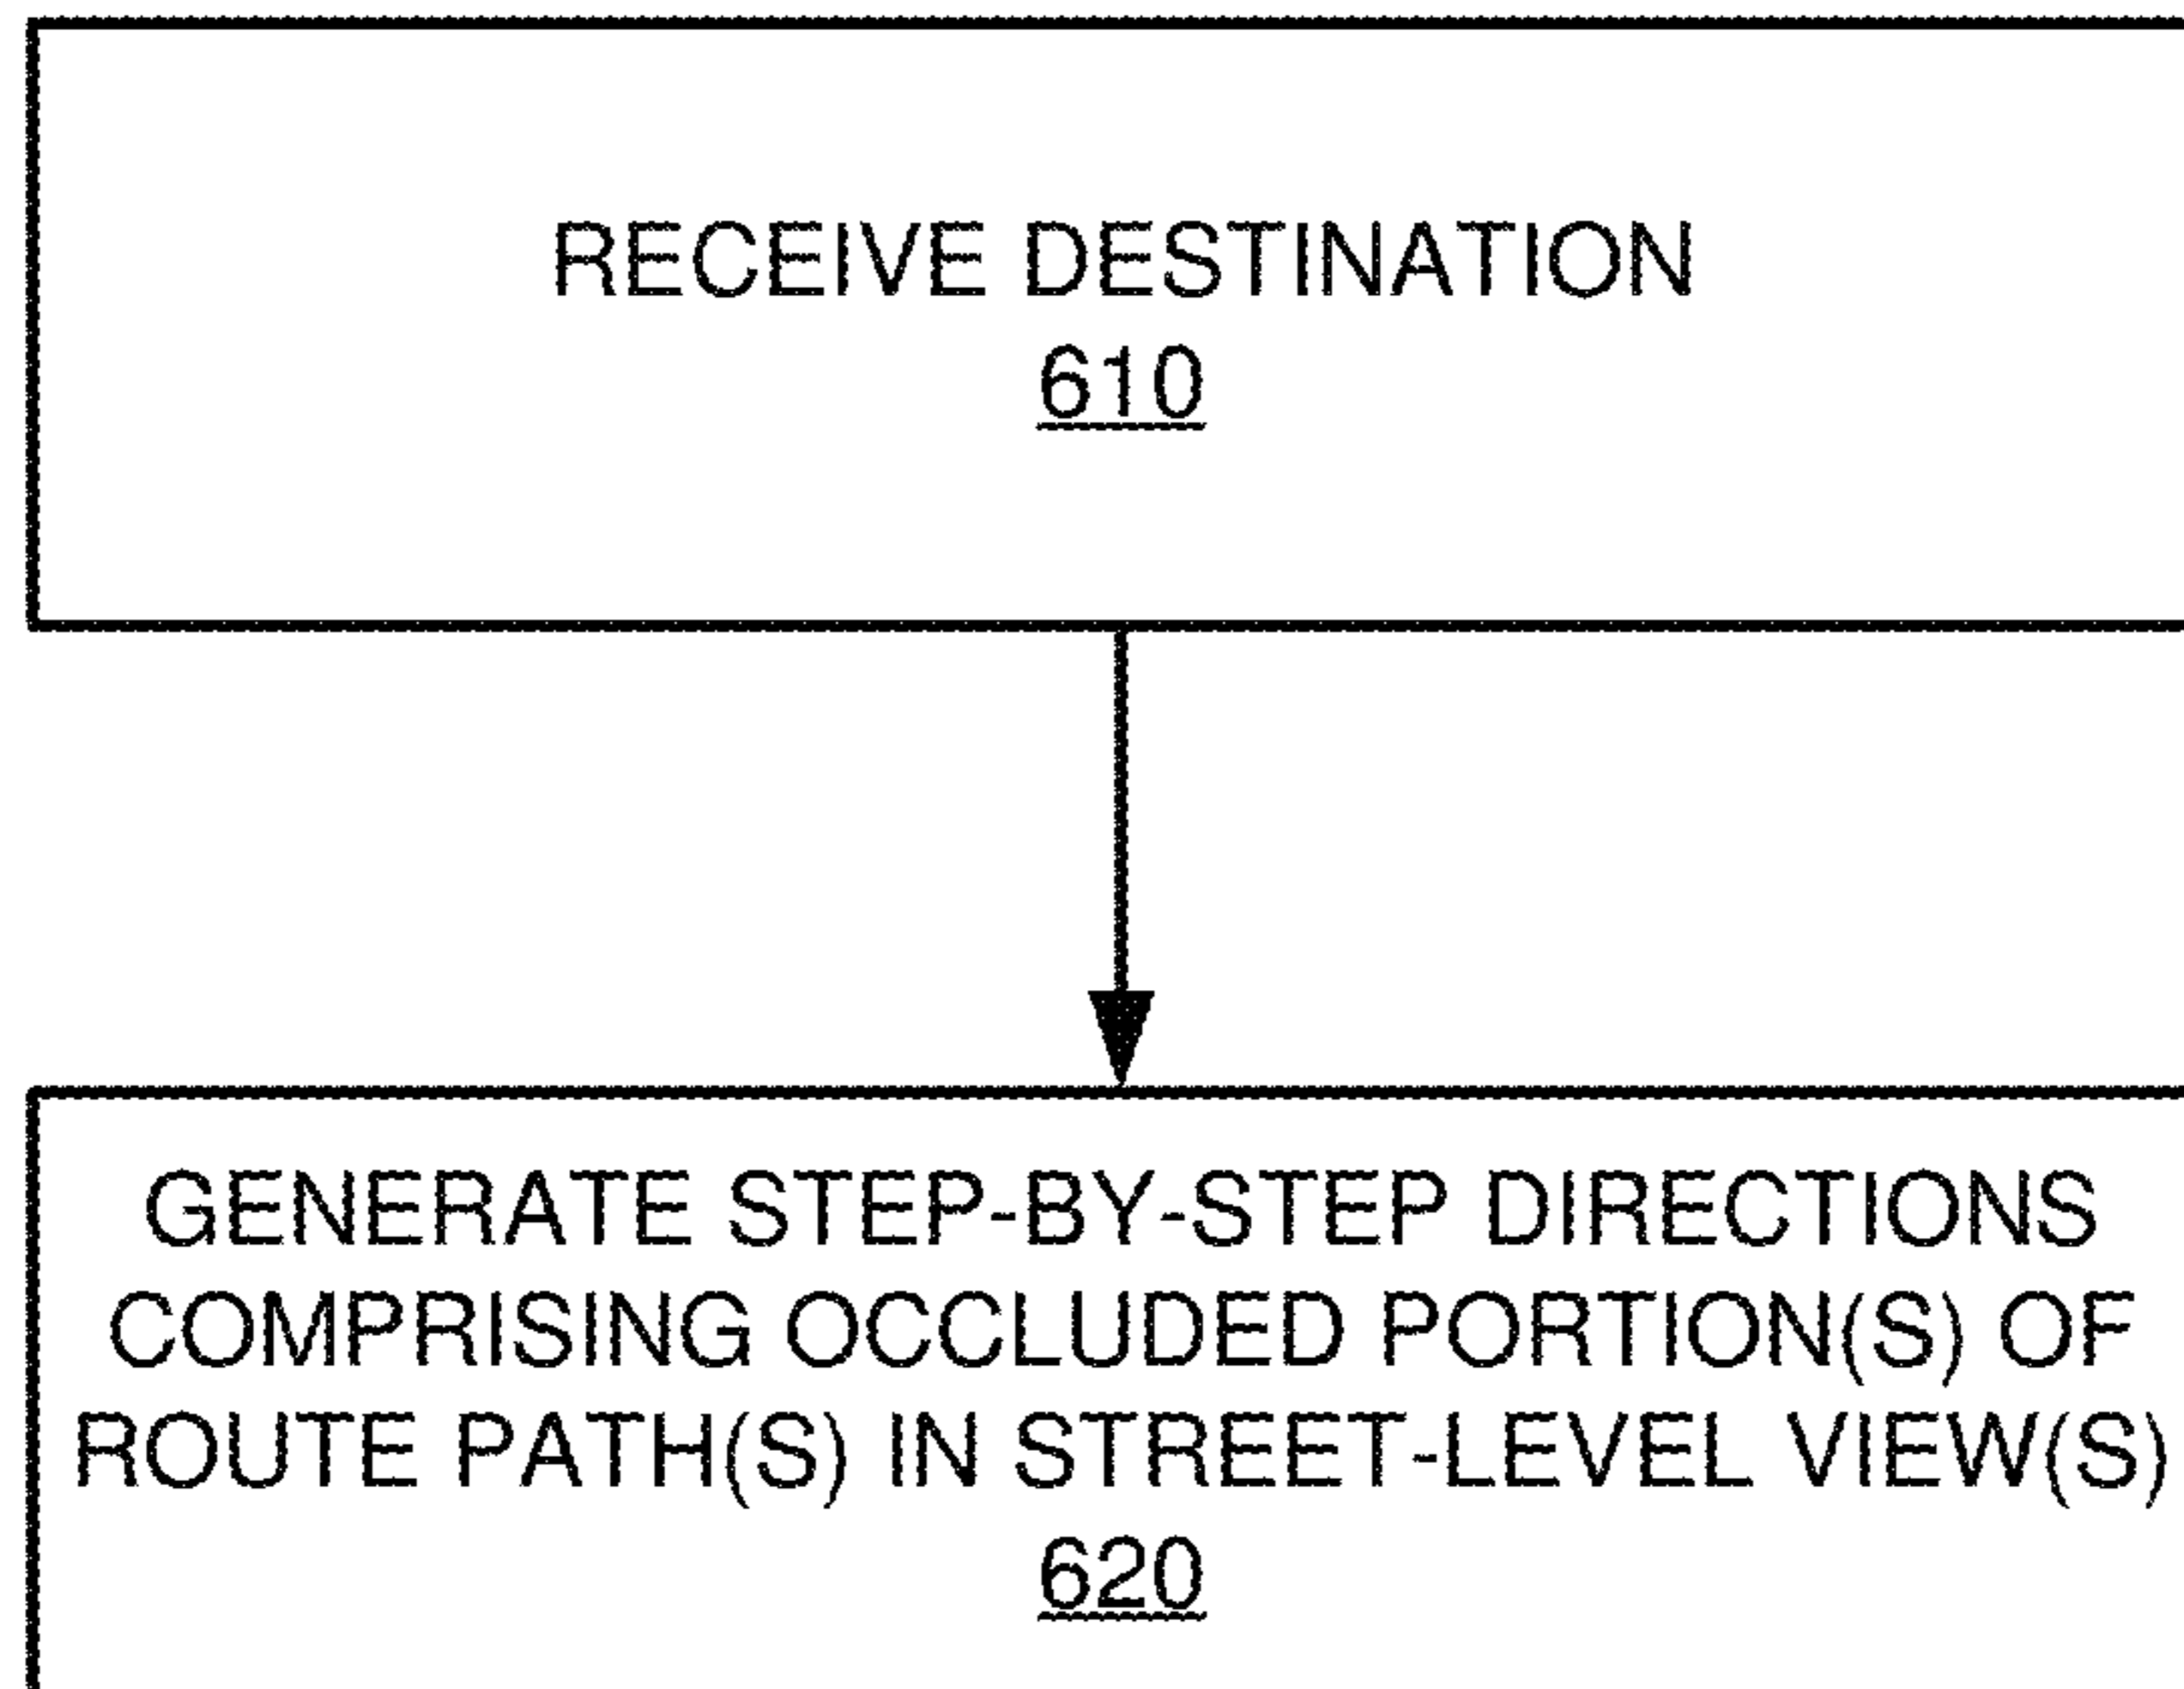 RECEIVE DESTINATION
610
GENERATE STEP-BY-STEP DIRECTIONS
COMPRISING OCCLUDED PORTION(S) OF
ROUTE PATH(S) IN STREET-LEVEL VIEW(S)
620